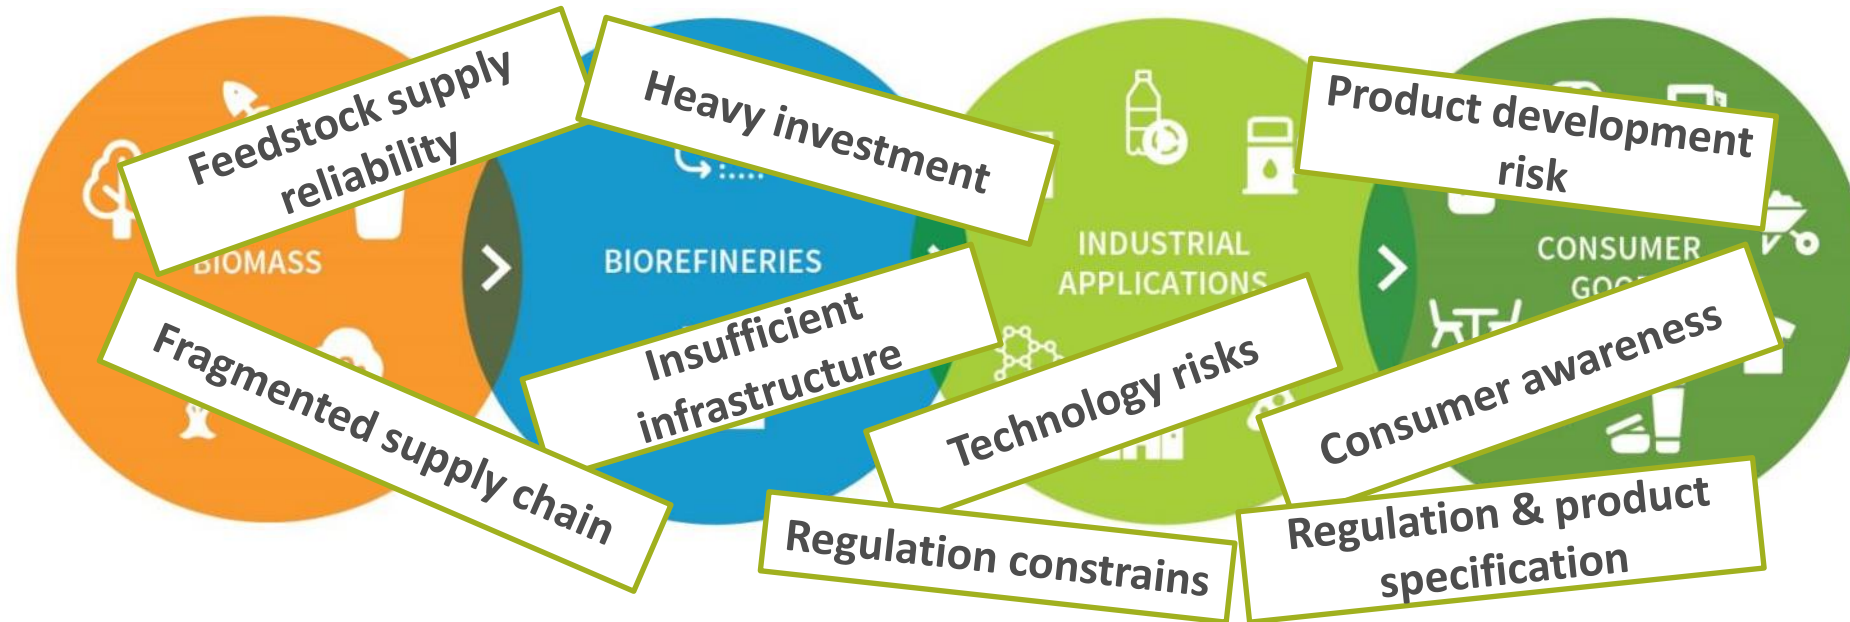 Feedstock supply
reliability
Heavy investment
Product development
risk
BIOMASS
BIOREFINERIES
INDUSTRIAL
APPLICATIONS
CONSUMER
Fragmented supply chain
Insufficient
infrastructure
Technology risks
Consumer awareness
Regulation constrains
Regulation & product
specification